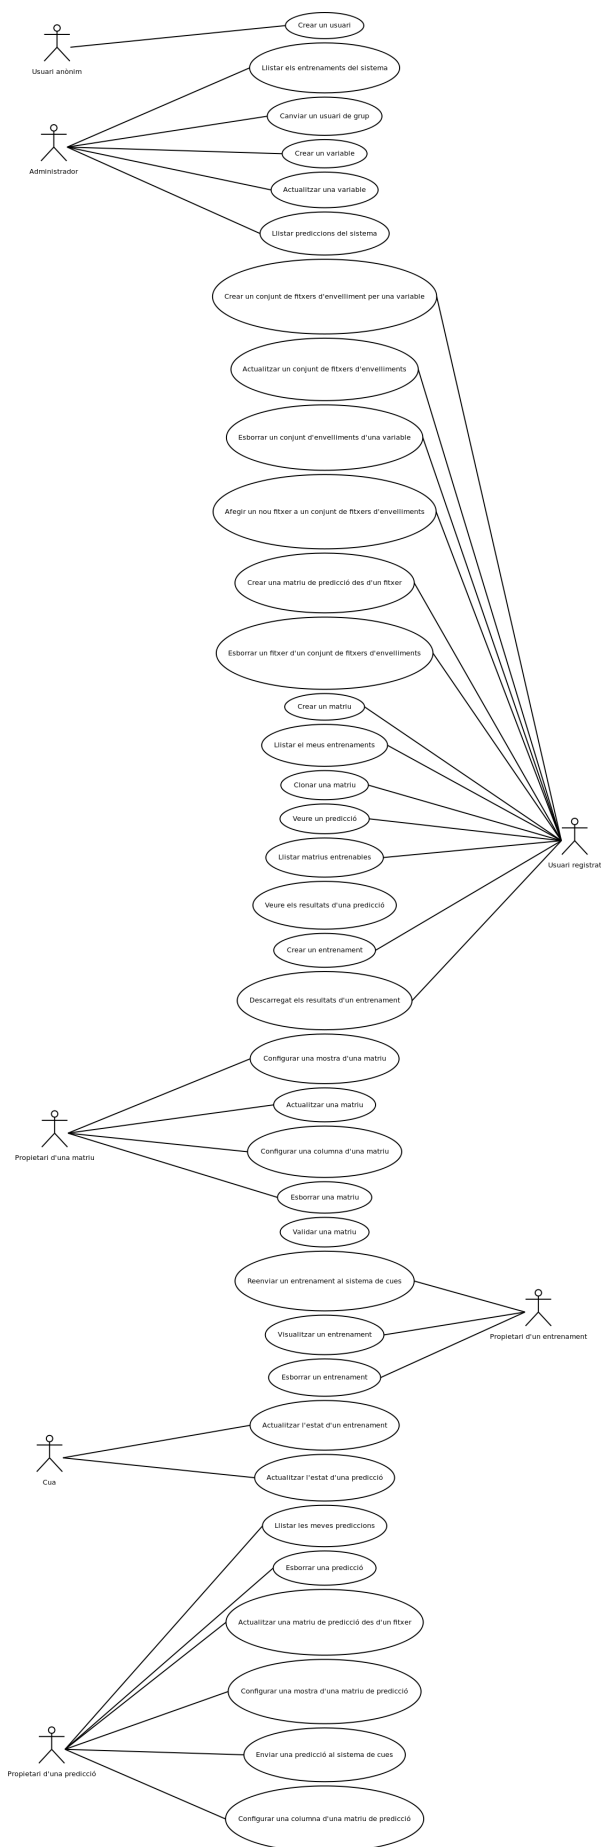 Crear un usuari
Usuari anònim
Llistar els entrenaments del sistema
Canviar un usuari de grup
Crear un variable
Administrador
Actualitzar una variable
Llistar prediccions del sistema
Crear un conjunt de fitxers d'envelliment per una variable
Actualitzar un conjunt de fitxers d'envelliments
Esborrar un conjunt d'envelliments d'una variable
Afegir un nou fitxer a un conjunt de fitxers d'envelliments
Crear una matriu de predicció des d'un fitxer
Esborrar un fitxer d'un conjunt de fitxers d'envelliments
Crear un matriu
Llistar el meus entrenaments
Clonar una matriu
Veure un predicció
Llistar matrius entrenables
Usuari registrat
Veure els resultats d'una predicció
Crear un entrenament
Descarregat els resultats d'un entrenament
Configurar una mostra d'una matriu
Actualitzar una matriu
Configurar una columna d'una matriu
Propietari d'una matriu
Esborrar una matriu
Validar una matriu
Reenviar un entrenament al sistema de cues
Visualitzar un entrenament
Propietari d'un entrenament
Esborrar un entrenament
Actualitzar l'estat d'un entrenament
Actualitzar l'estat d'una predicció
Cua
Llistar les meves prediccions
Esborrar una predicció
Actualitzar una matriu de predicció des d'un fitxer
Configurar una mostra d'una matriu de predicció
Enviar una predicció al sistema de cues
Propietari d'una predicció
Configurar una columna d'una matriu de predicció